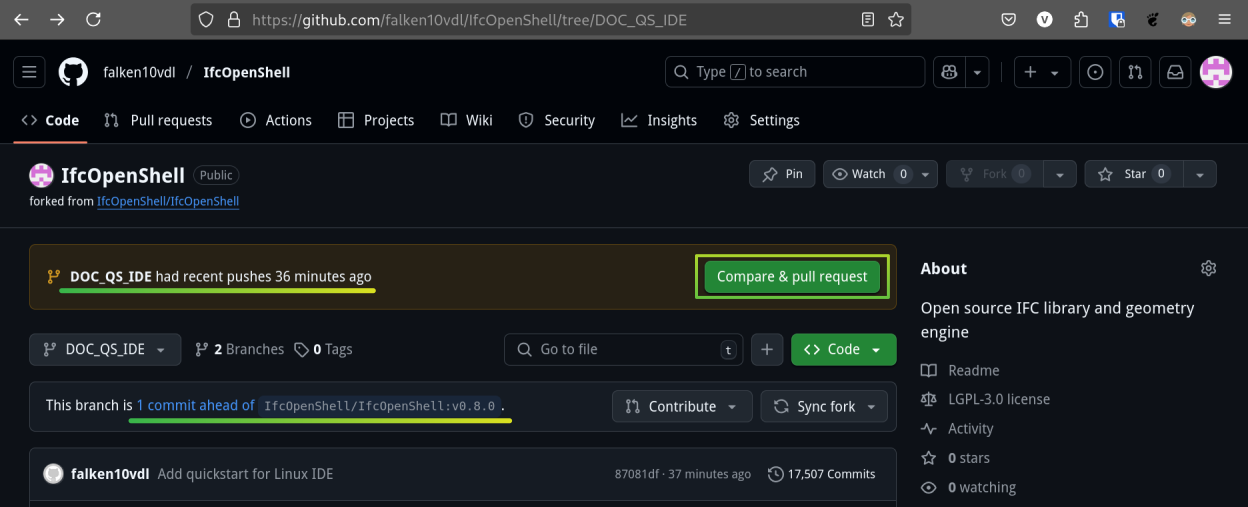 https://github.com/falken10vdl/IfcOpenShell/tree/DOC_QS_IDE
falken10vdl / IfcOpenShell
Type / to search
Code Pull requests Actions Projects Wiki Security Insights Settings
IfcOpenShell Public
Pin Watch 0 Fork 0 Star 0
forked from IfcOpenShell/IfcOpenShell
DOC_QS_IDE had recent pushes 36 minutes ago
Compare & pull request
DOC_QS_IDE 2 Branches 0 Tags
Go to file t
Code
This branch is 1 commit ahead of IfcOpenShell/IfcOpenShell:v0.8.0.
Contribute Sync fork
falken10vdl Add quickstart for Linux IDE
87081df · 37 minutes ago 17,507 Commits
About
Open source IFC library and geometry
engine
Readme
LGPL-3.0 license
Activity
0 stars
0 watching